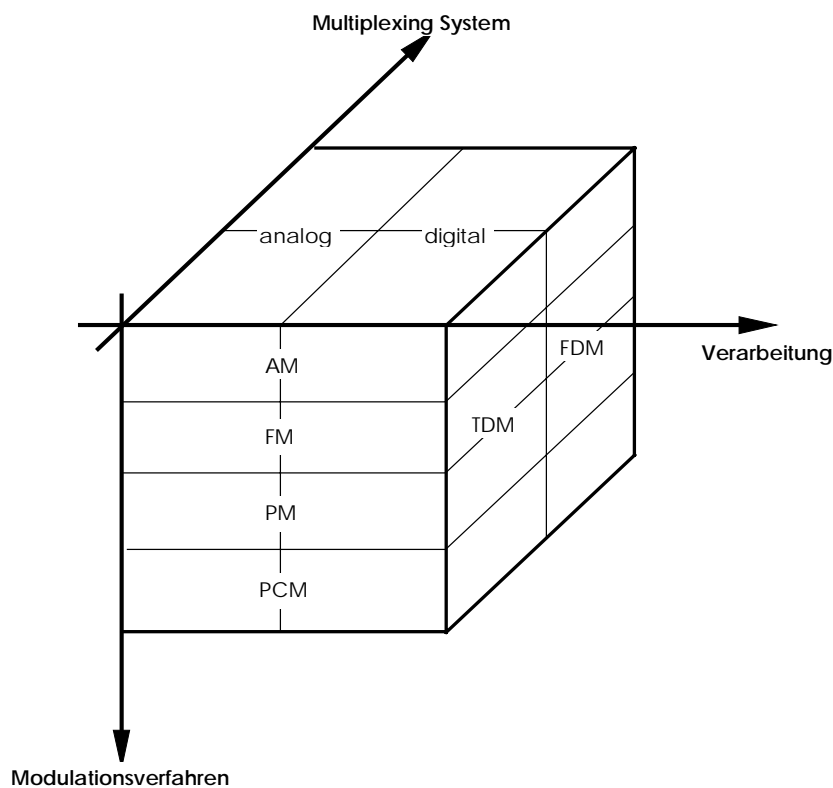 Multiplexing System
analog digital
AM
FDM
Verarbeitung
FM
TDM
PM
PCM
Modulationsverfahren